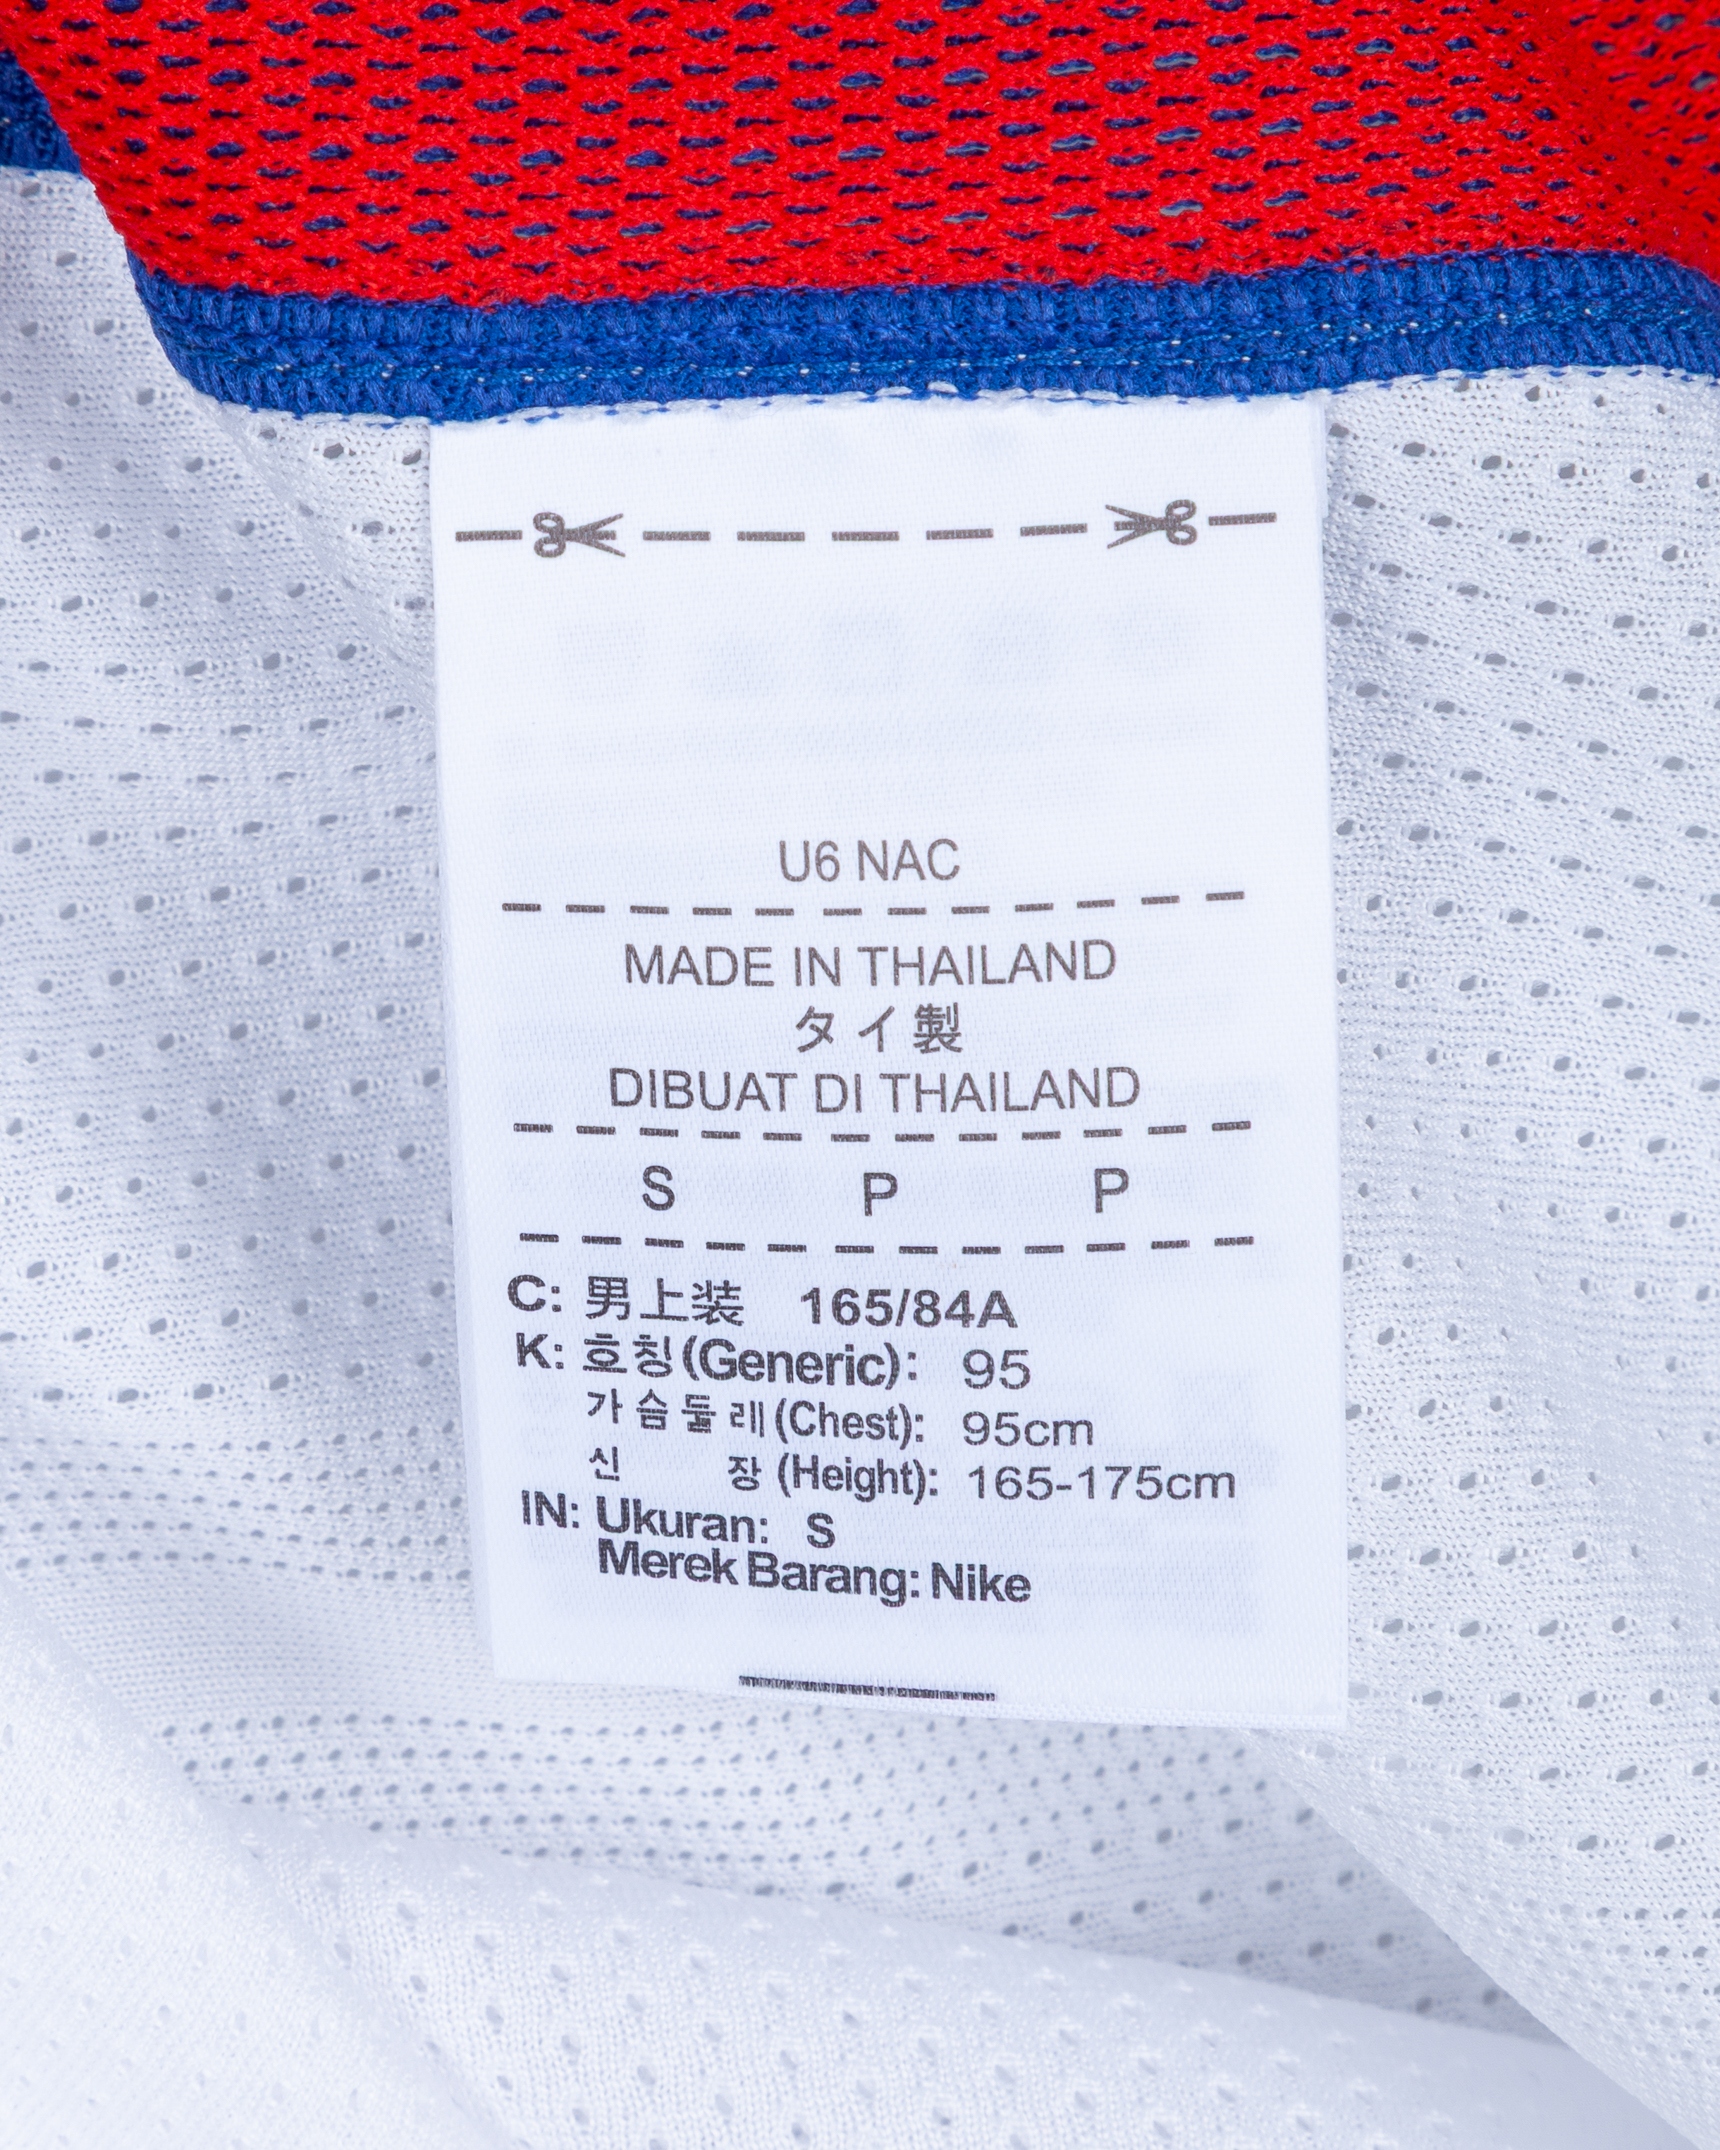 U6 NAC
MADE IN THAILAND
タイ製
DIBUAT DI THAILAND
S P P
C: 男上装 165/84A
K: 호칭(Generic): 95
가슴둘레(Chest): 95cm
신 장(Height): 165-175cm
IN: Ukuran: S
Merek Barang: Nike